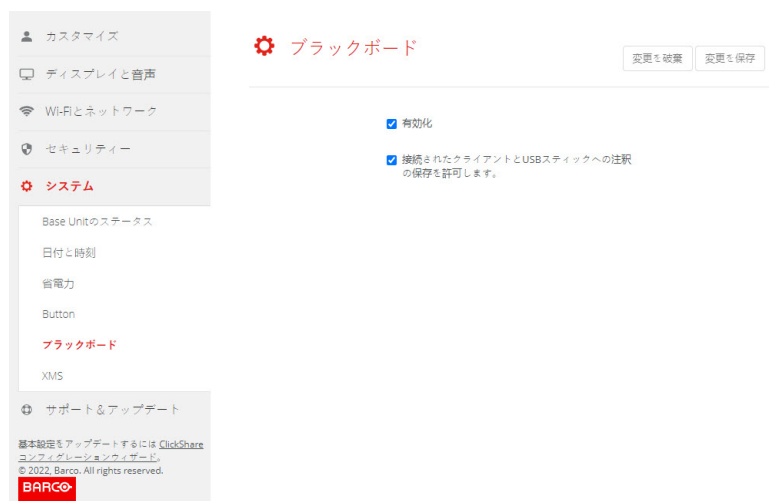 カスタマイズ
ディスプレイと音声
Wi-Fiとネットワーク
セキュリティー
システム
Base Unitのステータス
日付と時刻
省電力
Button
ブラックボード
XMS
サポート＆アップデート
基本設定をアップデートするには ClickShare
コンフィグレーションウィザード。
© 2022, Barco. All rights reserved.
BARCO
ブラックボード
変更を破棄
変更を保存
有効化
接続されたクライアントとUSBスティックへの注釈
の保存を許可します。